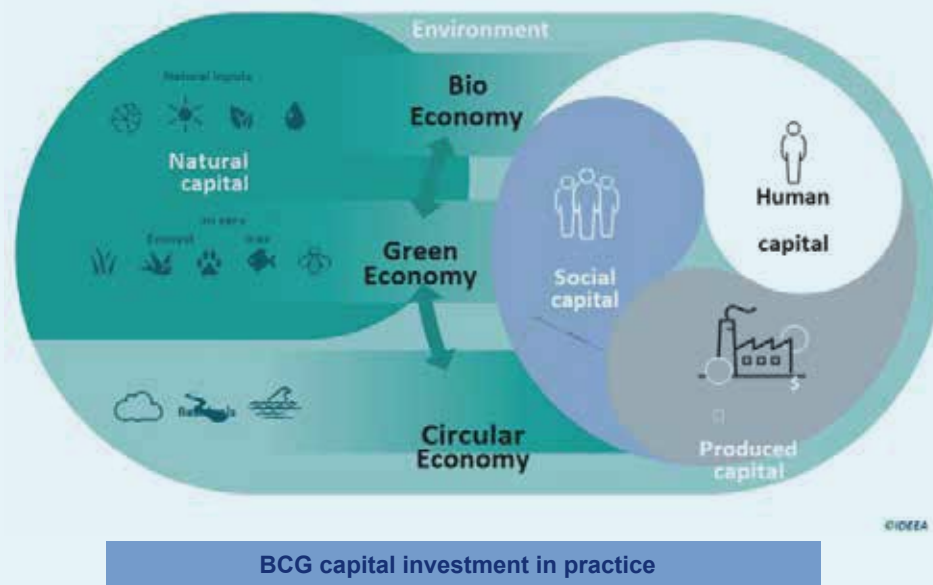 Environment
Natural inputs
Bio
Economy
Natural
capital
Human
capital
Green
Economy
Social
capital
Circular
Economy
Produced
capital
$
©IDEEA
BCG capital investment in practice